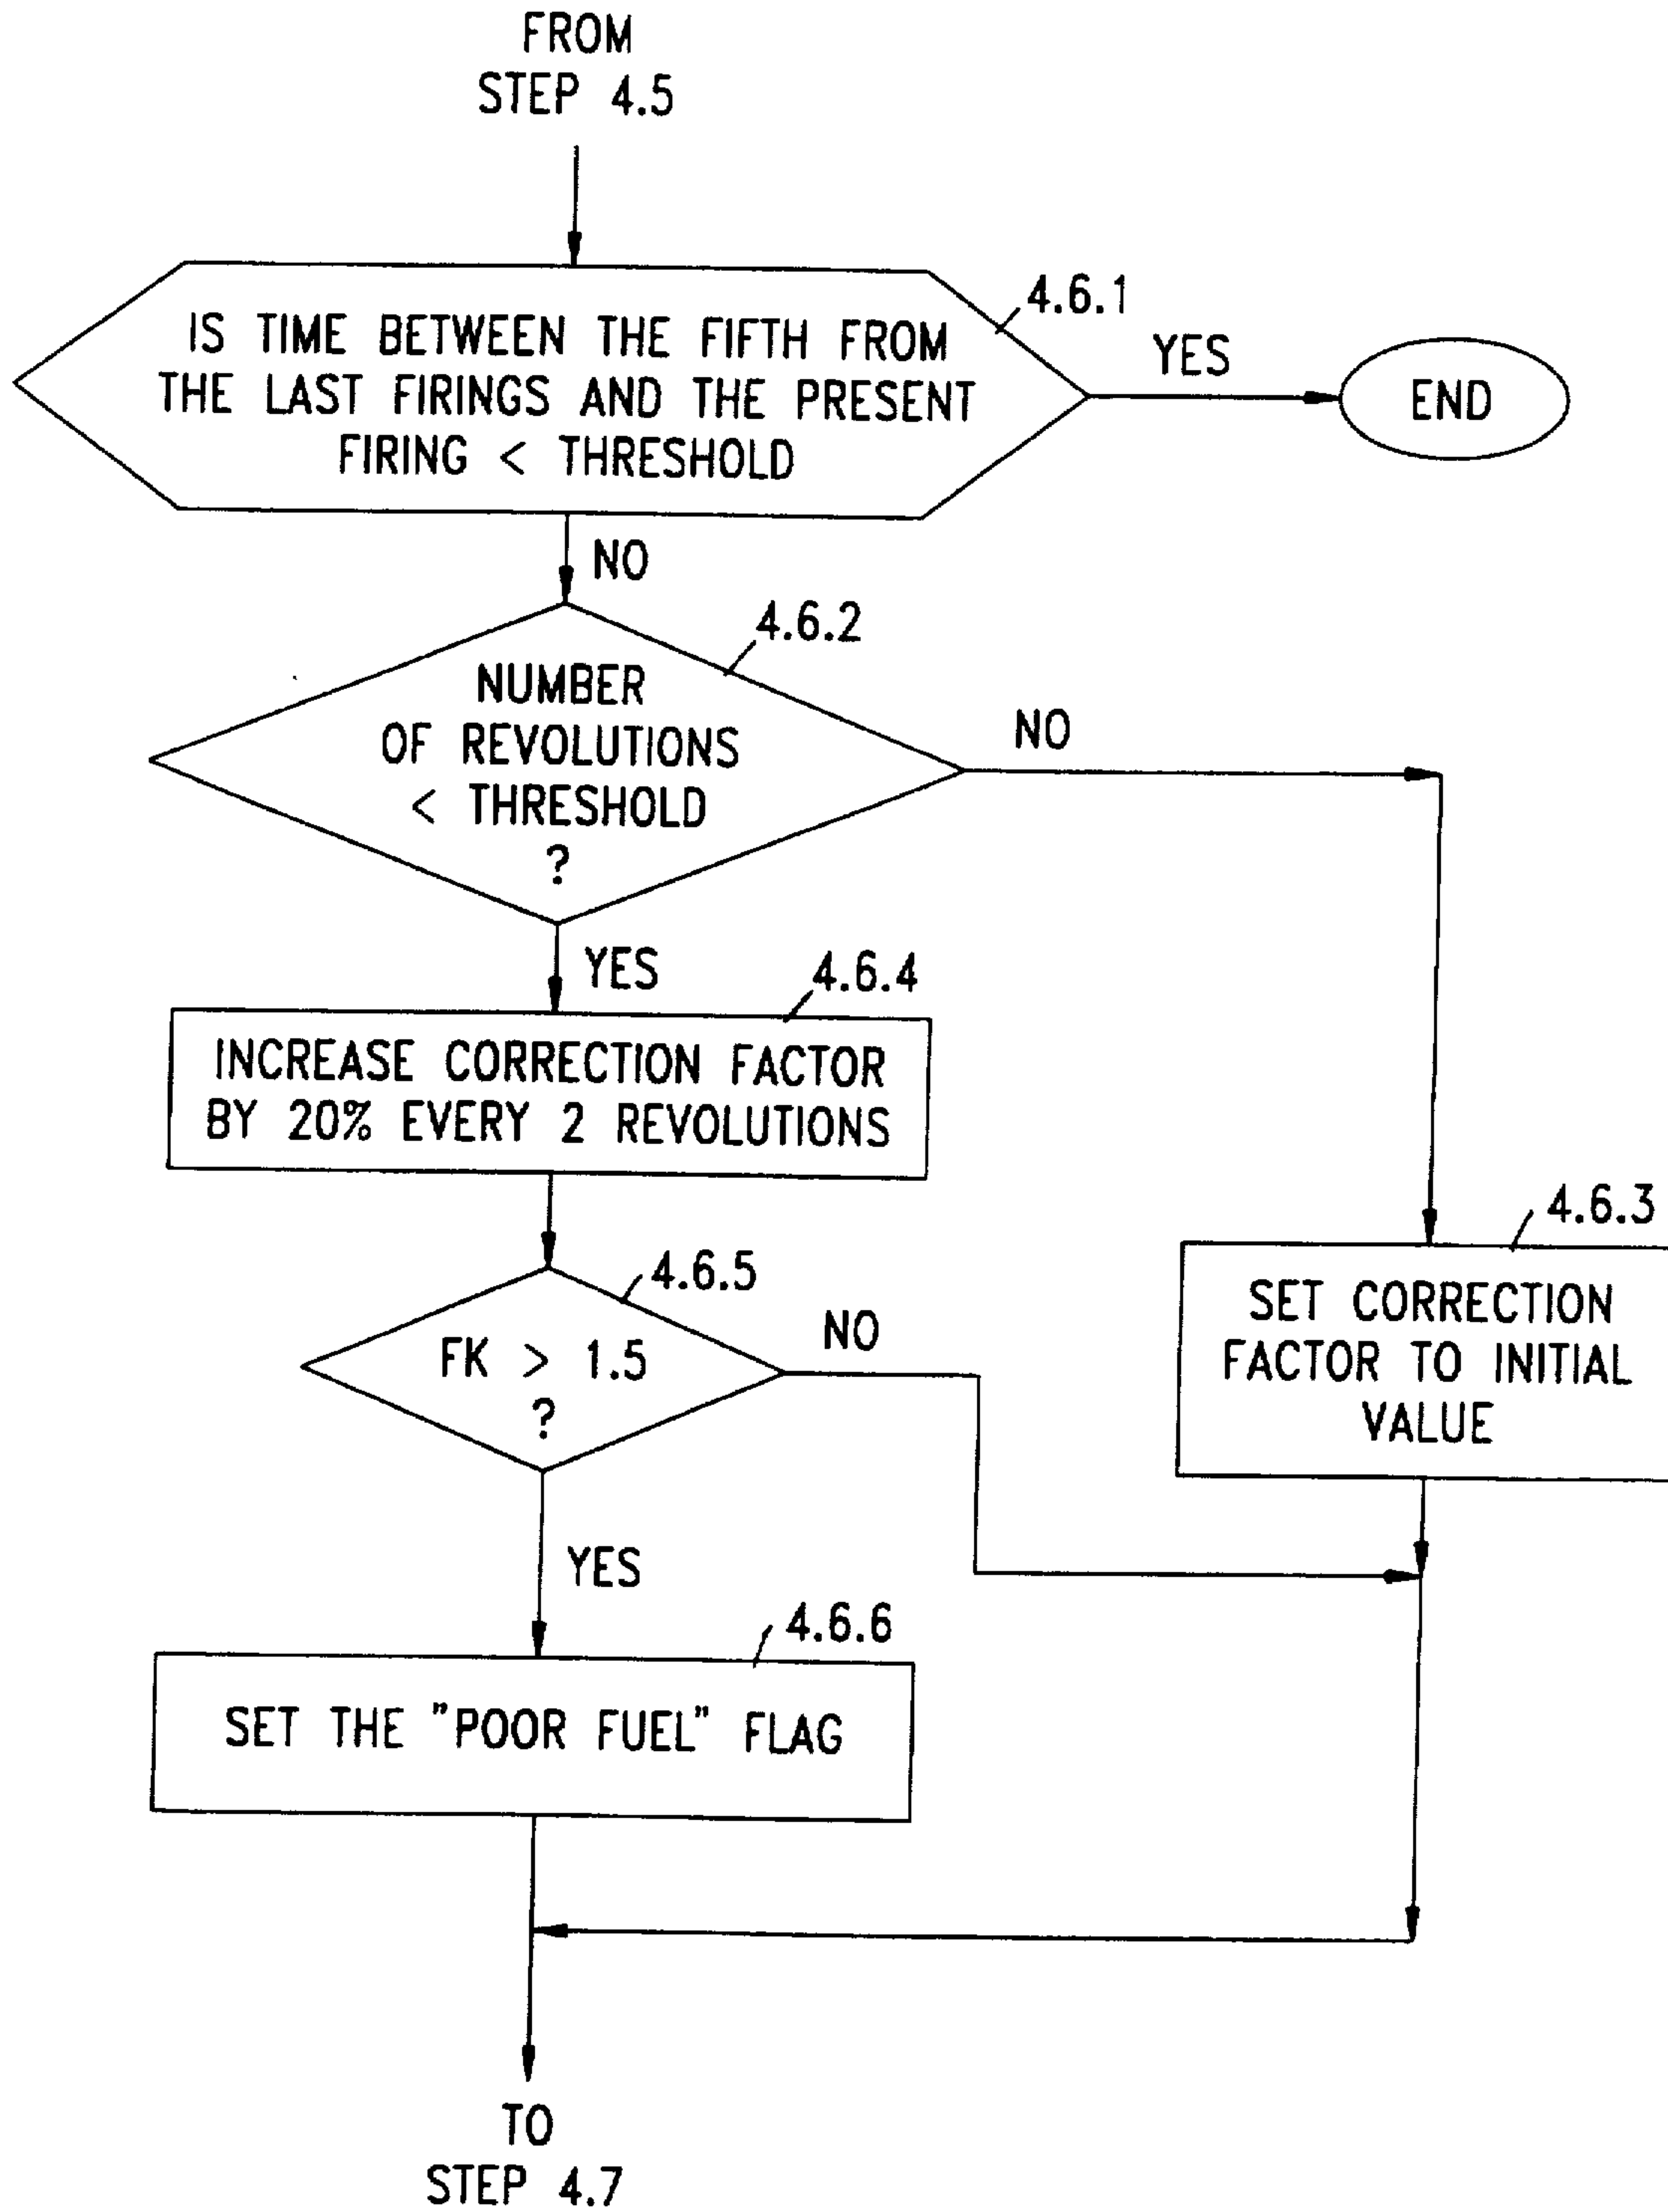 FROM
STEP 4.5
4.6.1
IS TIME BETWEEN THE FIFTH FROM
THE LAST FIRINGS AND THE PRESENT
FIRING < THRESHOLD
YES
END
NO
4.6.2
NUMBER
OF REVOLUTIONS
< THRESHOLD
?
NO
YES
4.6.4
INCREASE CORRECTION FACTOR
BY 20% EVERY 2 REVOLUTIONS
4.6.3
SET CORRECTION
FACTOR TO INITIAL
VALUE
4.6.5
FK > 1.5
?
NO
YES
4.6.6
SET THE "POOR FUEL" FLAG
TO
STEP 4.7